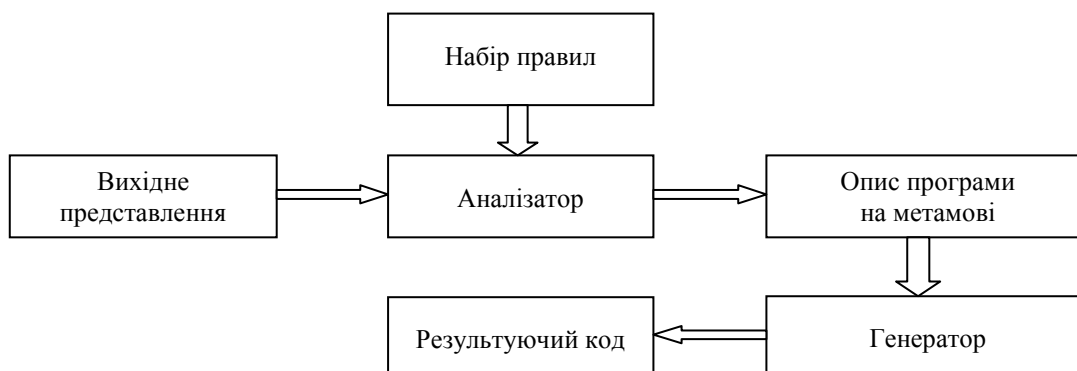 Набір правил
Вихідне
представлення
Аналізатор
Опис програми
на метамові
Результуючий код
Генератор